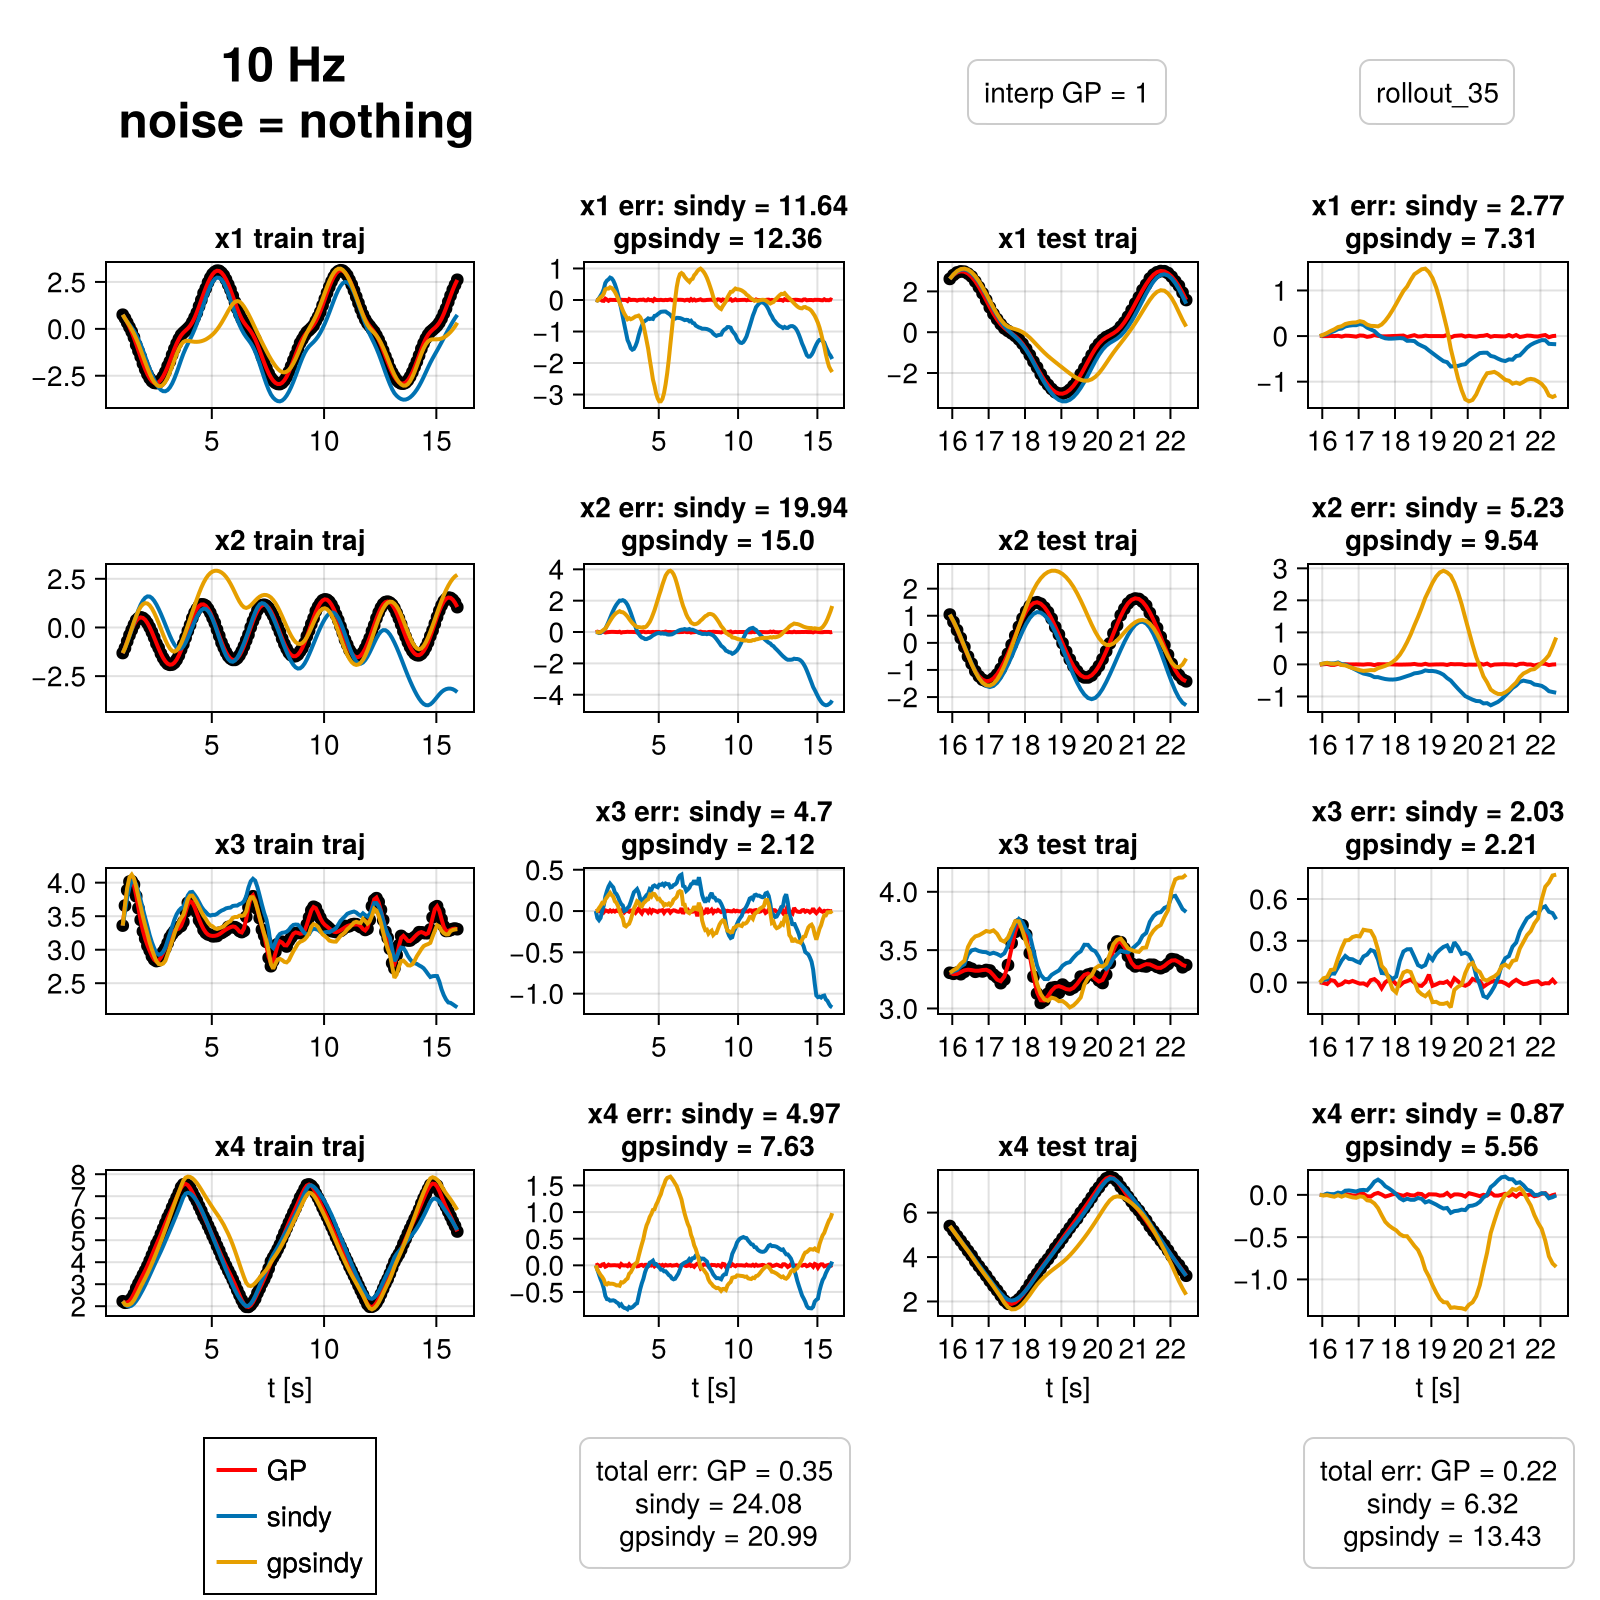 10 Hz
noise = nothing
interp GP = 1
rollout_35
x1 train traj
2.5
0.0
−2.5
5
10
15
x1 err: sindy = 11.64
gpsindy = 12.36
1
0
−1
−2
−3
5
10
15
x1 test traj
2
0
−2
16 17 18 19 20 21 22
x1 err: sindy = 2.77
gpsindy = 7.31
1
0
−1
16 17 18 19 20 21 22
x2 train traj
2.5
0.0
−2.5
5
10
15
x2 err: sindy = 19.94
gpsindy = 15.0
4
2
0
−2
−4
5
10
15
x2 test traj
2
1
0
−1
−2
16 17 18 19 20 21 22
x2 err: sindy = 5.23
gpsindy = 9.54
3
2
1
0
−1
16 17 18 19 20 21 22
x3 train traj
4.0
3.5
3.0
2.5
5
10
15
x3 err: sindy = 4.7
gpsindy = 2.12
0.5
0.0
−0.5
−1.0
5
10
15
x3 test traj
4.0
3.5
3.0
16 17 18 19 20 21 22
x3 err: sindy = 2.03
gpsindy = 2.21
0.6
0.3
0.0
16 17 18 19 20 21 22
x4 train traj
8
7
6
5
4
3
2
5
10
15
t [s]
x4 err: sindy = 4.97
gpsindy = 7.63
1.5
1.0
0.5
0.0
−0.5
5
10
15
t [s]
x4 test traj
6
4
2
16 17 18 19 20 21 22
t [s]
x4 err: sindy = 0.87
gpsindy = 5.56
0.0
−0.5
−1.0
16 17 18 19 20 21 22
t [s]
GP
sindy
gpsindy
total err: GP = 0.35
sindy = 24.08
gpsindy = 20.99
total err: GP = 0.22
sindy = 6.32
gpsindy = 13.43